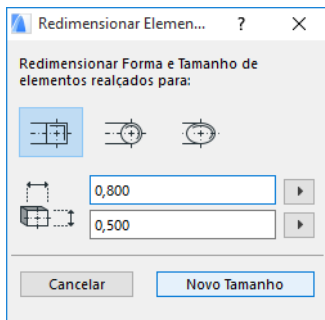 Redimensionar Elemen... ?
Redimensionar Forma e Tamanho de
elementos realçados para:
0,800
0,500
Cancelar
Novo Tamanho